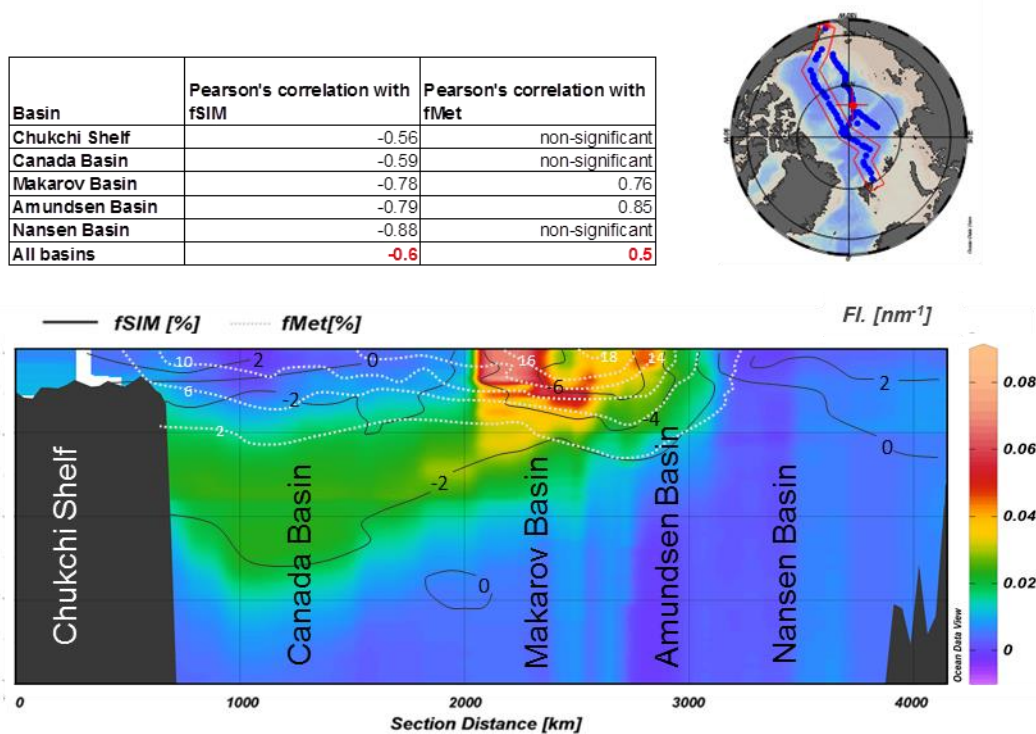 Basin
Pearson's correlation with fSIM
Pearson's correlation with fMet
Chukchi Shelf -0.56 non-significant
Canada Basin -0.59 non-significant
Makarov Basin -0.78 0.76
Amundsen Basin -0.79 0.85
Nansen Basin -0.88 non-significant
All basins -0.6 0.5
Ocean Data View
fSIM [%] fMet[%]
Fl. [nm-1]
10 2 0 16 18 14
6 -2 -6 2
2 -4 0
-2
0
Chukchi Shelf
Canada Basin
Makarov Basin
Amundsen Basin
Nansen Basin
0.08
0.06
0.04
0.02
0
Ocean Data View
0 1000 2000 3000 4000
Section Distance [km]